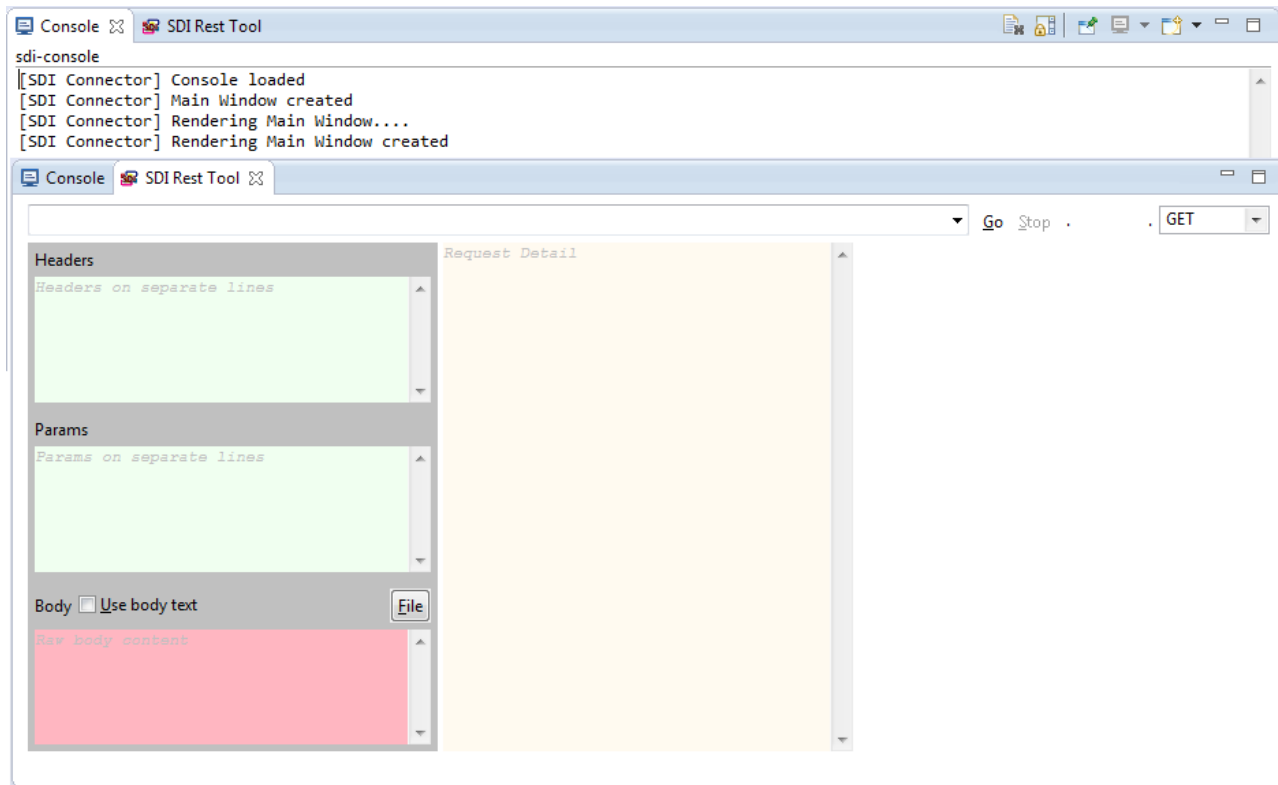 Console SDI Rest Tool
sdi-console
[SDI Connector] Console loaded
[SDI Connector] Main Window created
[SDI Connector] Rendering Main Window....
[SDI Connector] Rendering Main Window created
Console SDI Rest Tool
Go Stop . . GET
Headers
Headers on separate lines
Request Detail
Params
Params on separate lines
Body Use body text File
Raw body content